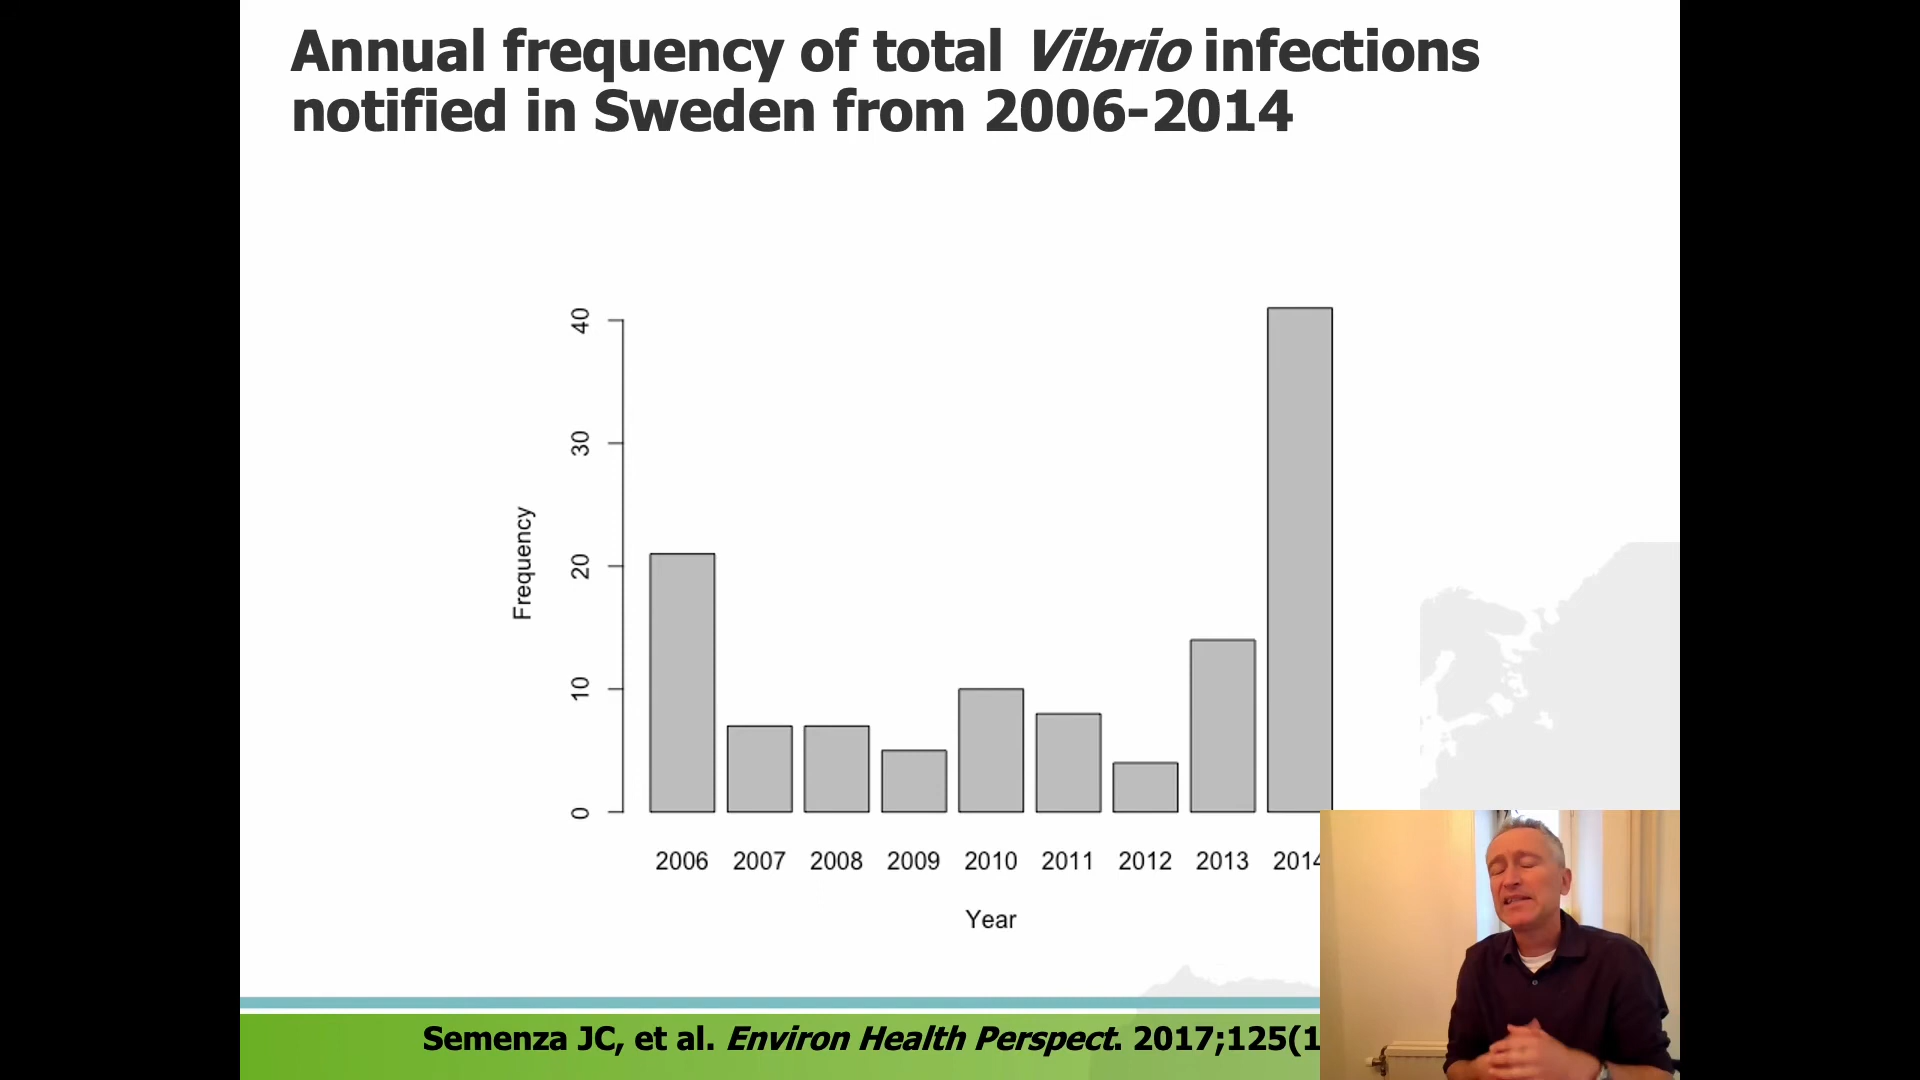 Annual frequency of total Vibrio infections
notified in Sweden from 2006-2014
40
30
20
10
0
Frequency
2006 2007 2008 2009 2010 2011 2012 2013 2014
Year
Semenza JC, et al. Environ Health Perspect. 2017;125(1